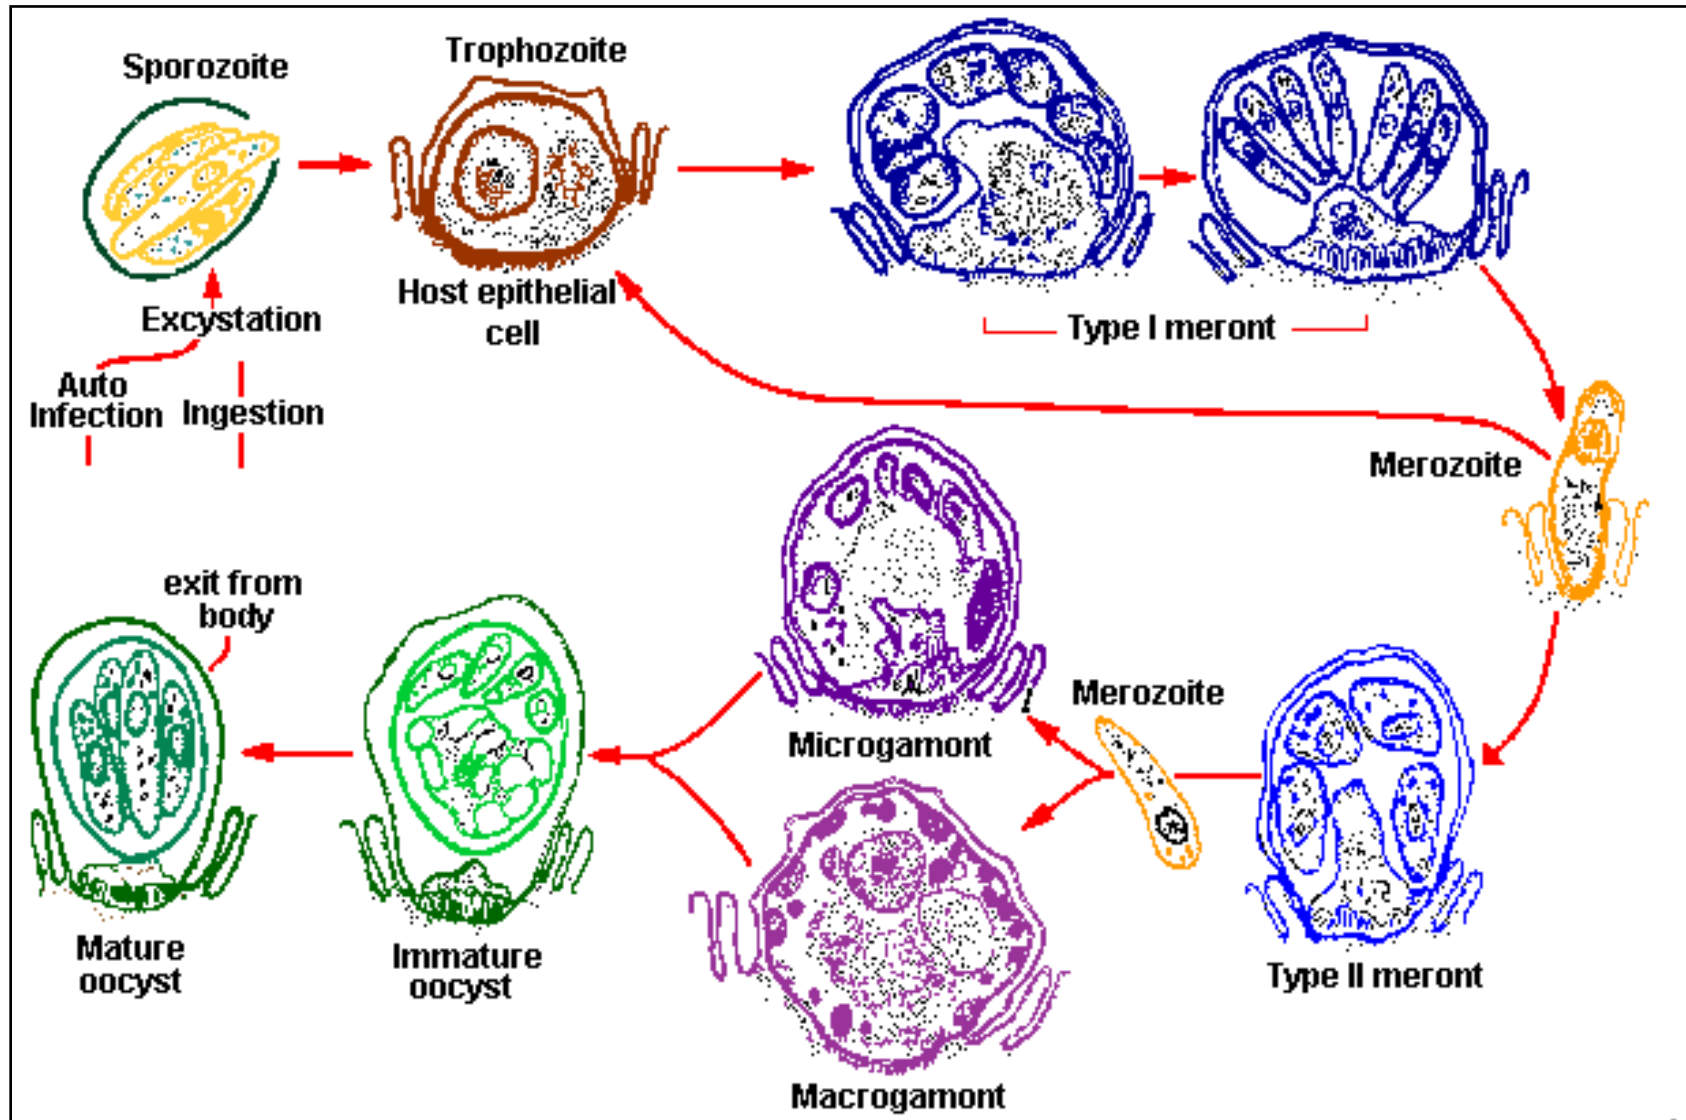 Sporozoite
Trophozoite
Host epithelial
cell
Type I meront
Excystation
Auto
Infection
Ingestion
Merozoite
exit from
body
Merozoite
Microgamont
Mature
oocyst
Immature
oocyst
Type II meront
Macrogamont